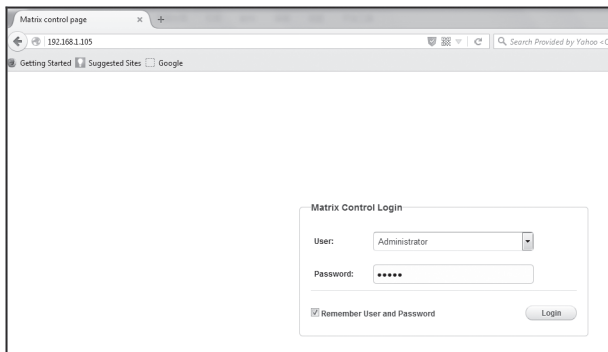 Matrix control page
192.168.1.105
Search Provided by Yahoo <
Getting Started Suggested Sites Google
Matrix Control Login
User: Administrator
Password: •••••
Remember User and Password Login